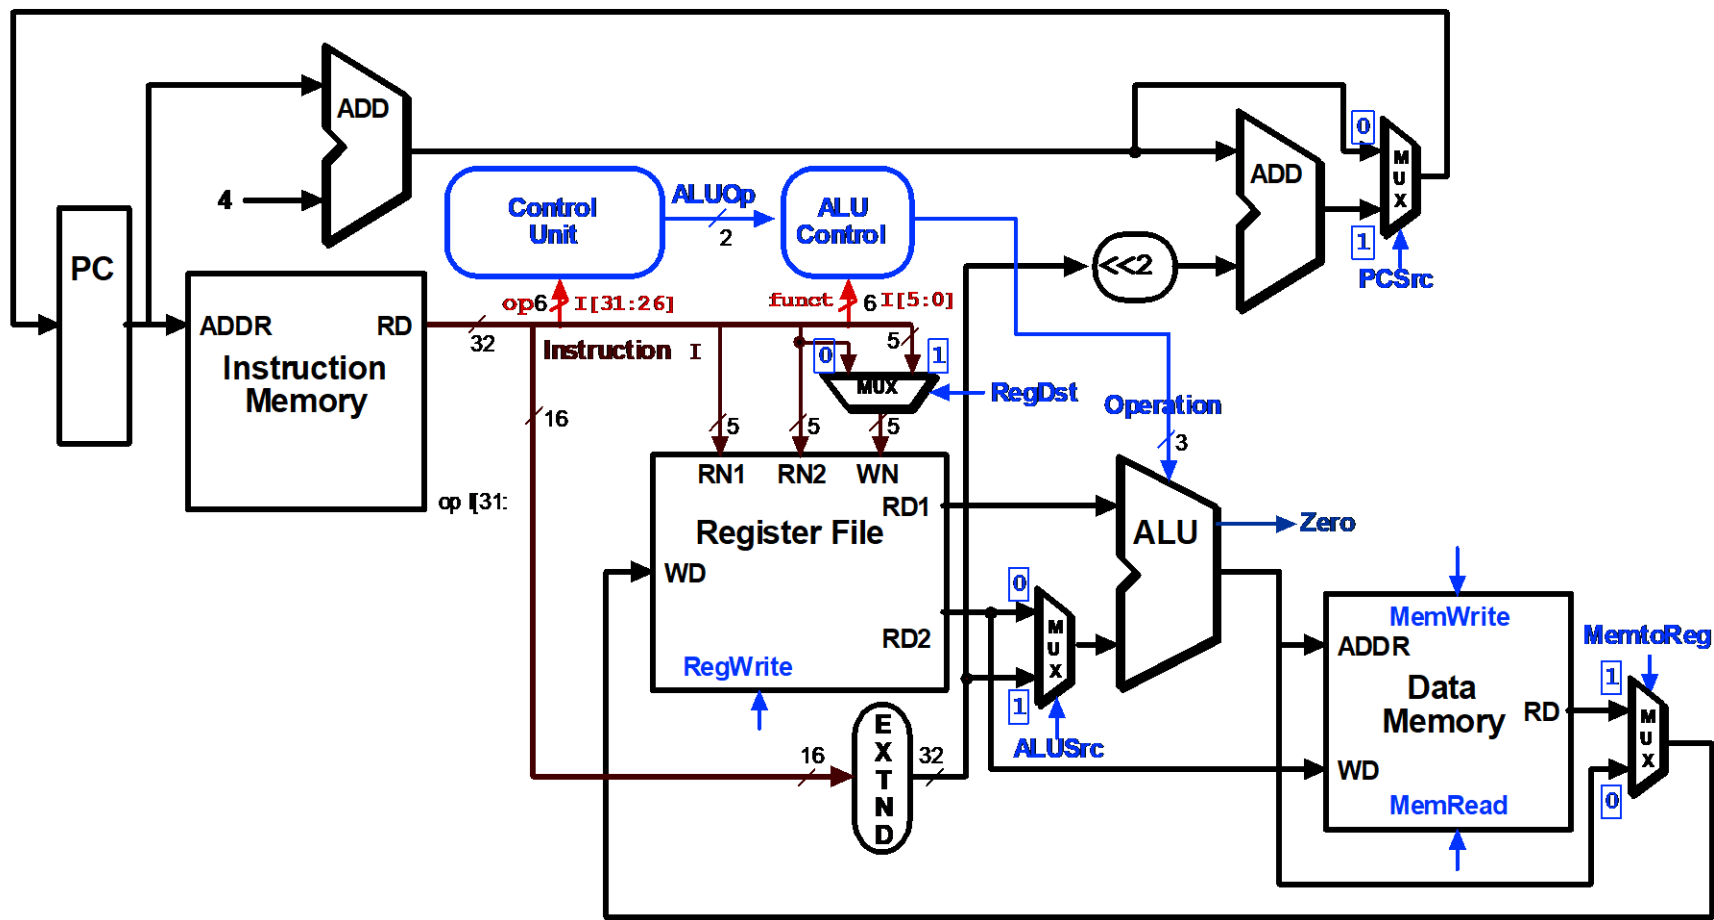 ADD
4
PC
ADDR
RD
Instruction
Memory
op I[31:
Control
Unit
ALUOp
2
ALU
Control
op
6
I[31:26]
funct
6
I[5:0]
32
Instruction I
16
5
0
1
MUX
RegDst
5
5
5
RN1
RN2
WN
RD1
Register File
WD
RD2
RegWrite
16
EXTND
32
<<2
ADD
0
MUX
1
PCSrc
Operation
3
ALU
Zero
0
MUX
1
ALUSrc
MemWrite
ADDR
Data
Memory
RD
WD
MemRead
MemtoReg
1
MUX
0